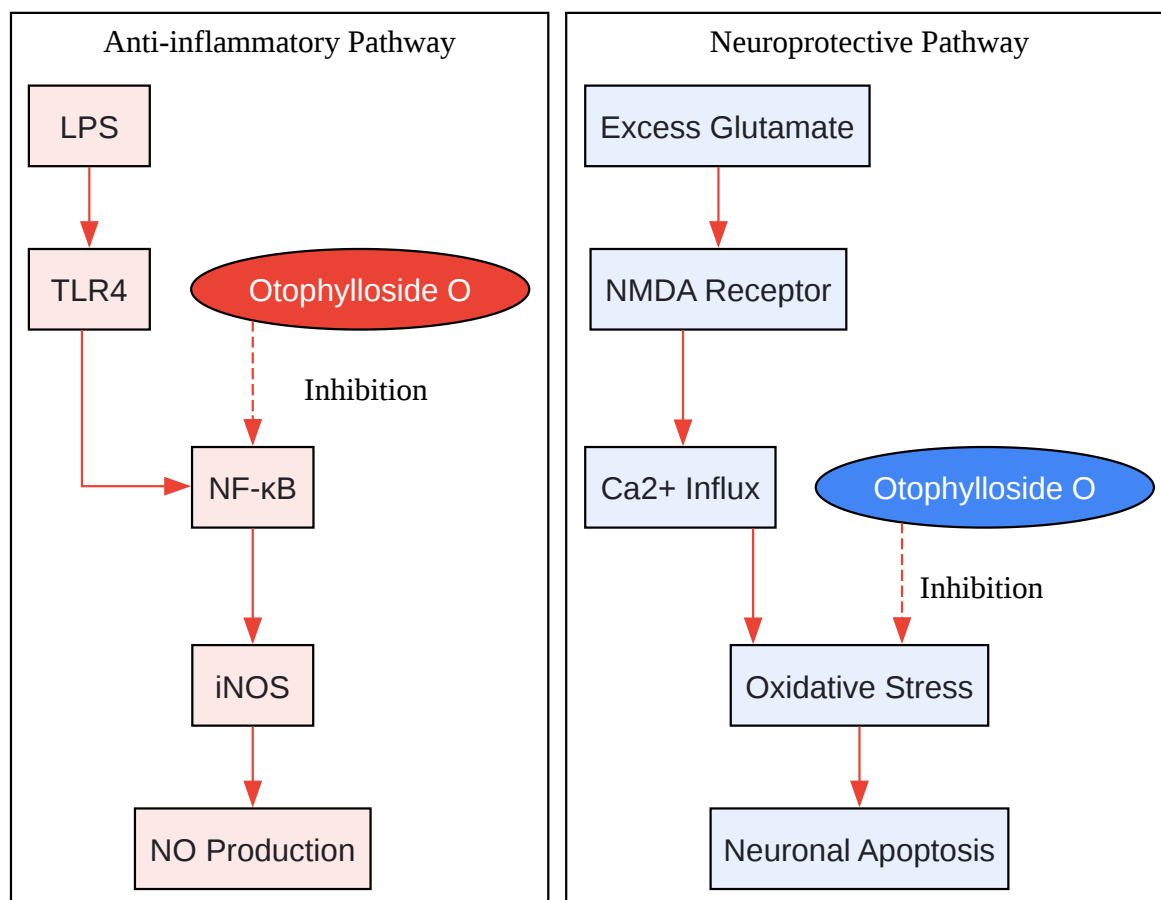 Anti-inflammatory Pathway
LPS
TLR4
Otophylloside O
Inhibition
NF-κB
iNOS
NO Production
Neuroprotective Pathway
Excess Glutamate
NMDA Receptor
Ca2+ Influx
Otophylloside O
Inhibition
Oxidative Stress
Neuronal Apoptosis